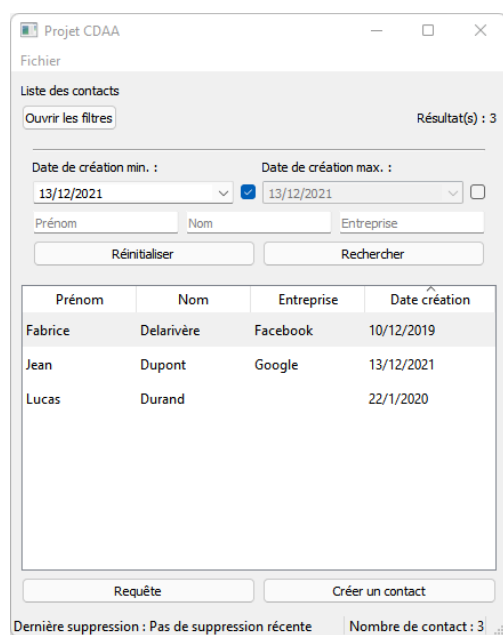 Projet CDAA
Fichier
Liste des contacts
Ouvrir les filtres Résultat(s) : 3
Date de création min. : Date de création max. :
13/12/2021 13/12/2021
Prénom Nom Entreprise
Réinitialiser Rechercher
Prénom Nom Entreprise Date création
Fabrice Delarivère Facebook 10/12/2019
Jean Dupont Google 13/12/2021
Lucas Durand 22/1/2020
Requête Créer un contact
Dernière suppression : Pas de suppression récente Nombre de contact : 3